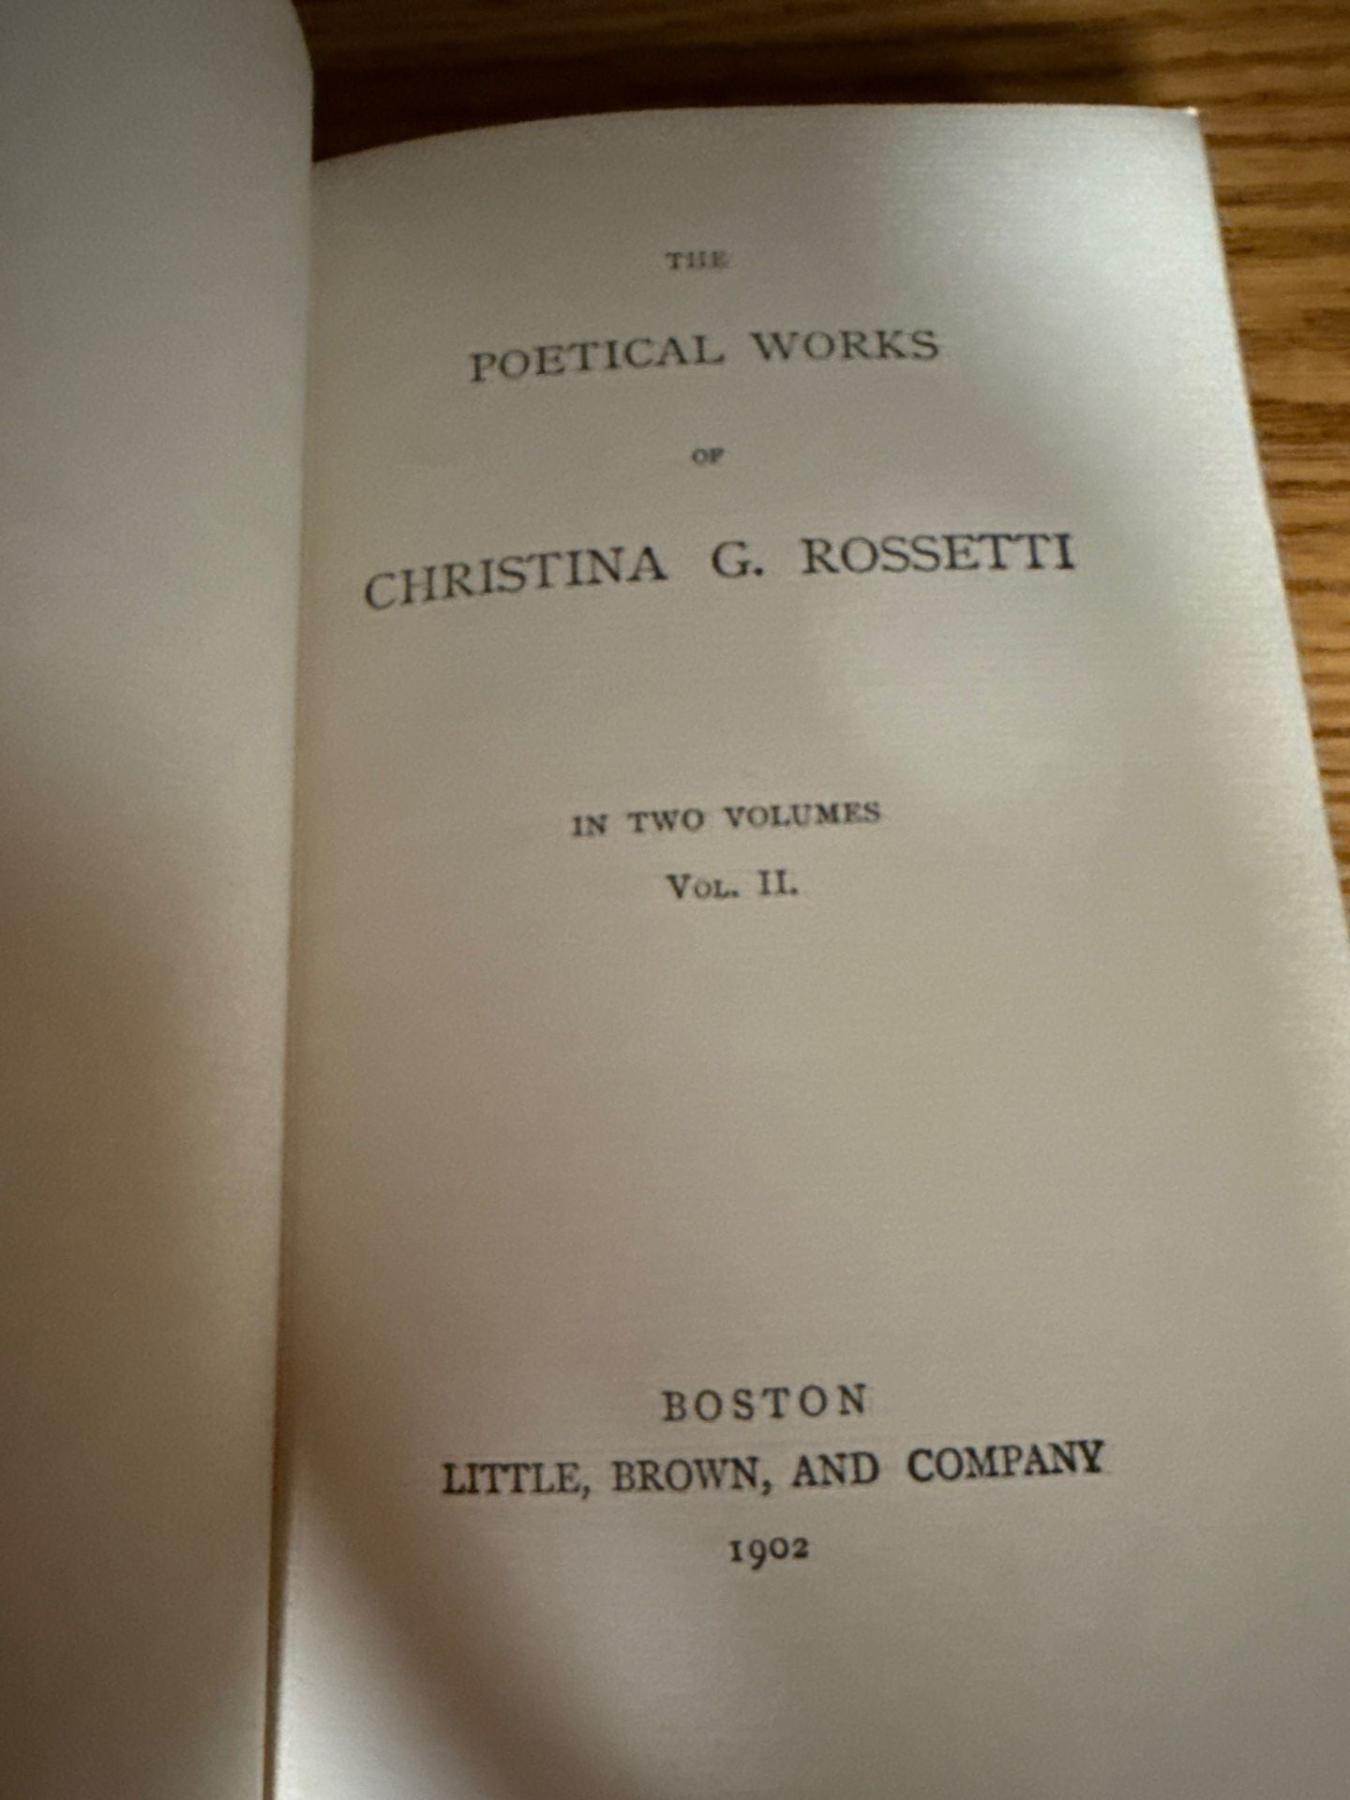 THE
POETICAL WORKS
OF
CHRISTINA G. ROSSETTI
IN TWO VOLUMES
VOL. II.
BOSTON
LITTLE, BROWN, AND COMPANY
1902